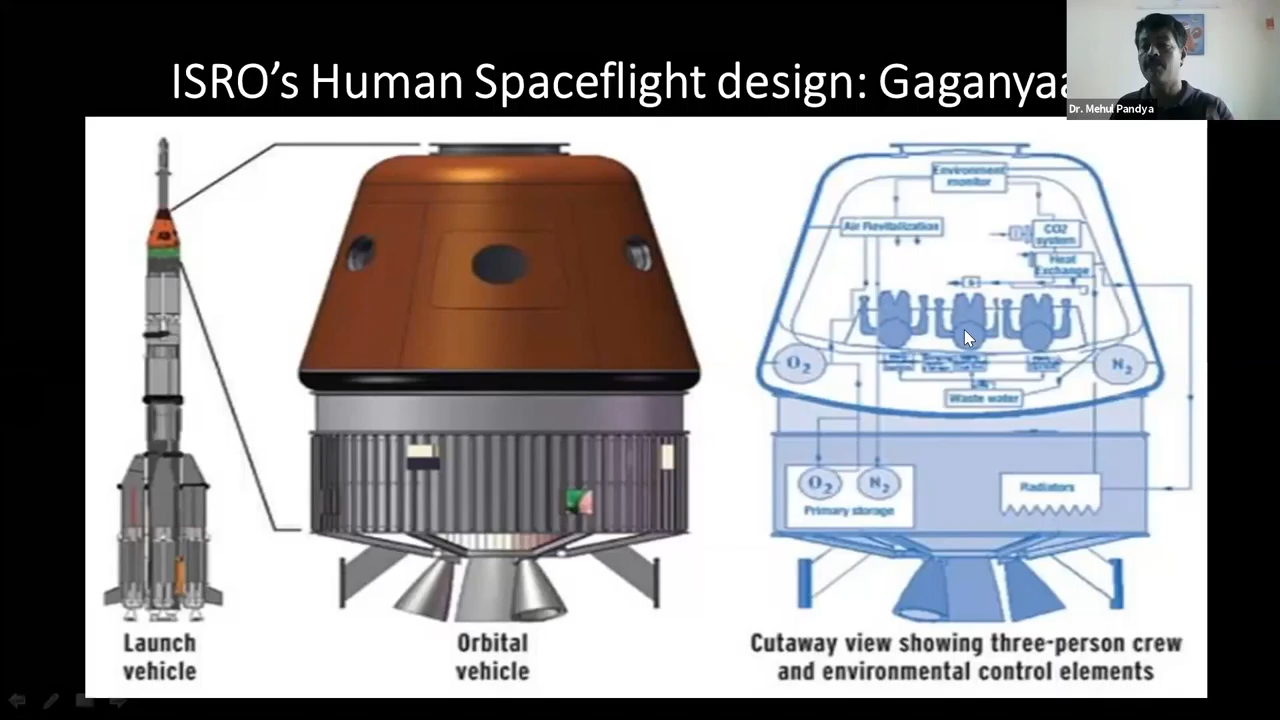 ISRO's Human Spaceflight design: Gaganyaa
Dr. Mehul Pandya
Environment
monitor
Air Revitalization
CO2
system
Heat
Exchange
O2
N2
Waste water
O2
N2
Primary storage
Radiators
Launch
vehicle
Orbital
vehicle
Cutaway view showing three-person crew
and environmental control elements